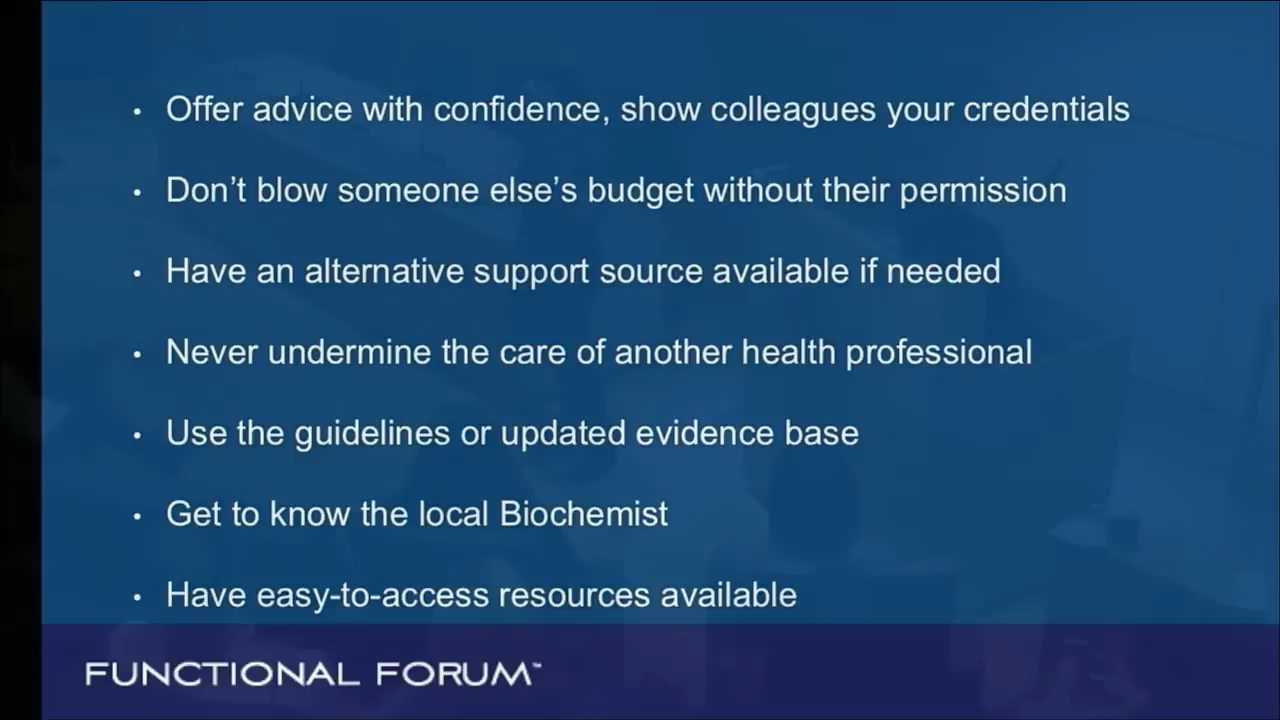 • Offer advice with confidence, show colleagues your credentials
• Don't blow someone else's budget without their permission
• Have an alternative support source available if needed
• Never undermine the care of another health professional
• Use the guidelines or updated evidence base
• Get to know the local Biochemist
• Have easy-to-access resources available
FUNCTIONAL FORUM™